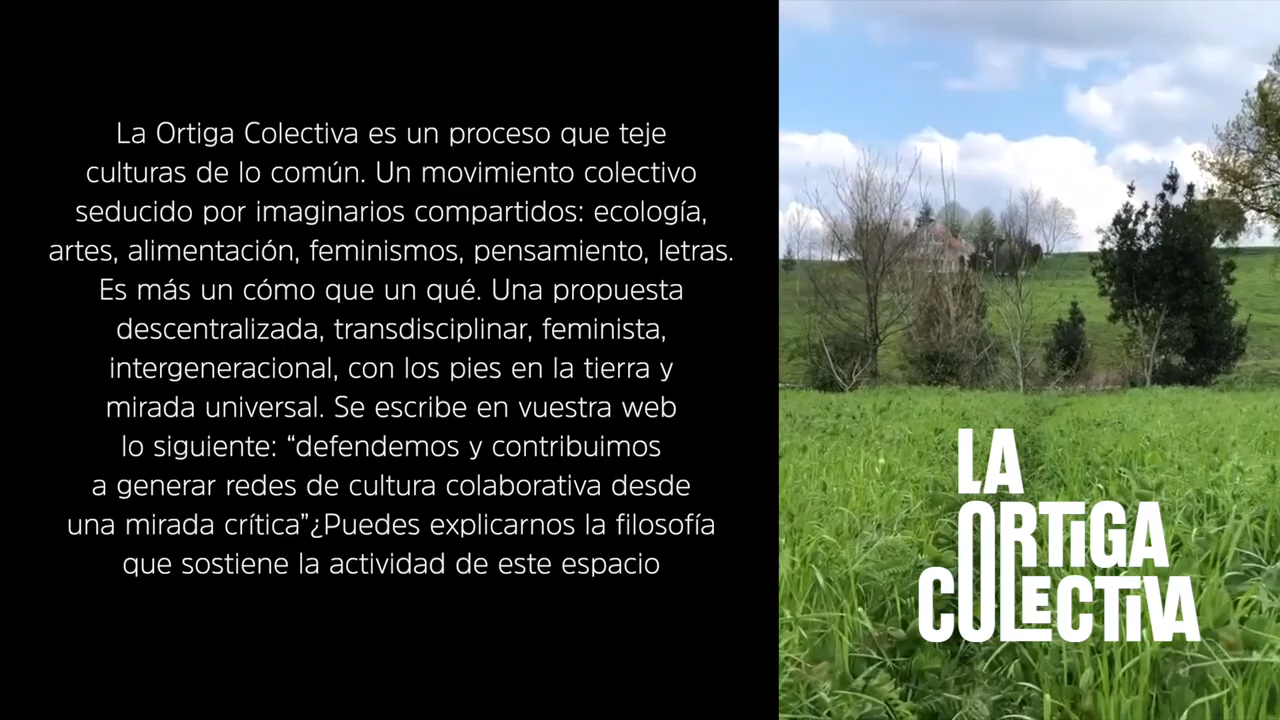 La Ortiga Colectiva es un proceso que teje
culturas de lo común. Un movimiento colectivo
seducido por imaginarios compartidos: ecología,
artes, alimentación, feminismos, pensamiento, letras.
Es más un cómo que un qué. Una propuesta
descentralizada, transdisciplinar, feminista,
intergeneracional, con los pies en la tierra y
mirada universal. Se escribe en vuestra web
lo siguiente: “defendemos y contribuimos
a generar redes de cultura colaborativa desde
una mirada crítica”¿Puedes explicarnos la filosofía
que sostiene la actividad de este espacio
LA
ORTIGA
COLECTIVA